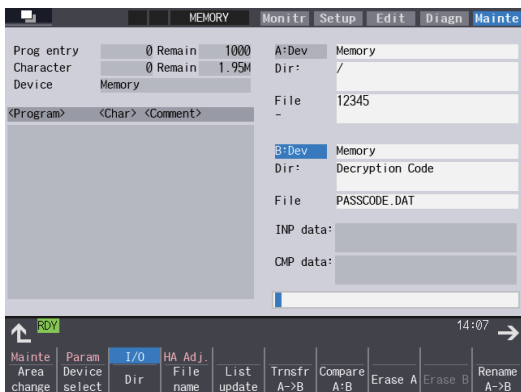 MEMORY Monitr Setup Edit Diagn Mainte
Prog entry 0 Remain 1000
Character 0 Remain 1.95M
Device Memory
<Program> <Char> <Comment>
A:Dev Memory
Dir: /
File 12345
-
B:Dev Memory
Dir: Decryption Code
File PASSCODE.DAT
INP data:
CMP data:
RDY 14:07
Mainte Param I/O HA Adj.
Area change Device select Dir File name List update Trnsfr A->B Compare A:B Erase A Erase B Rename A->B